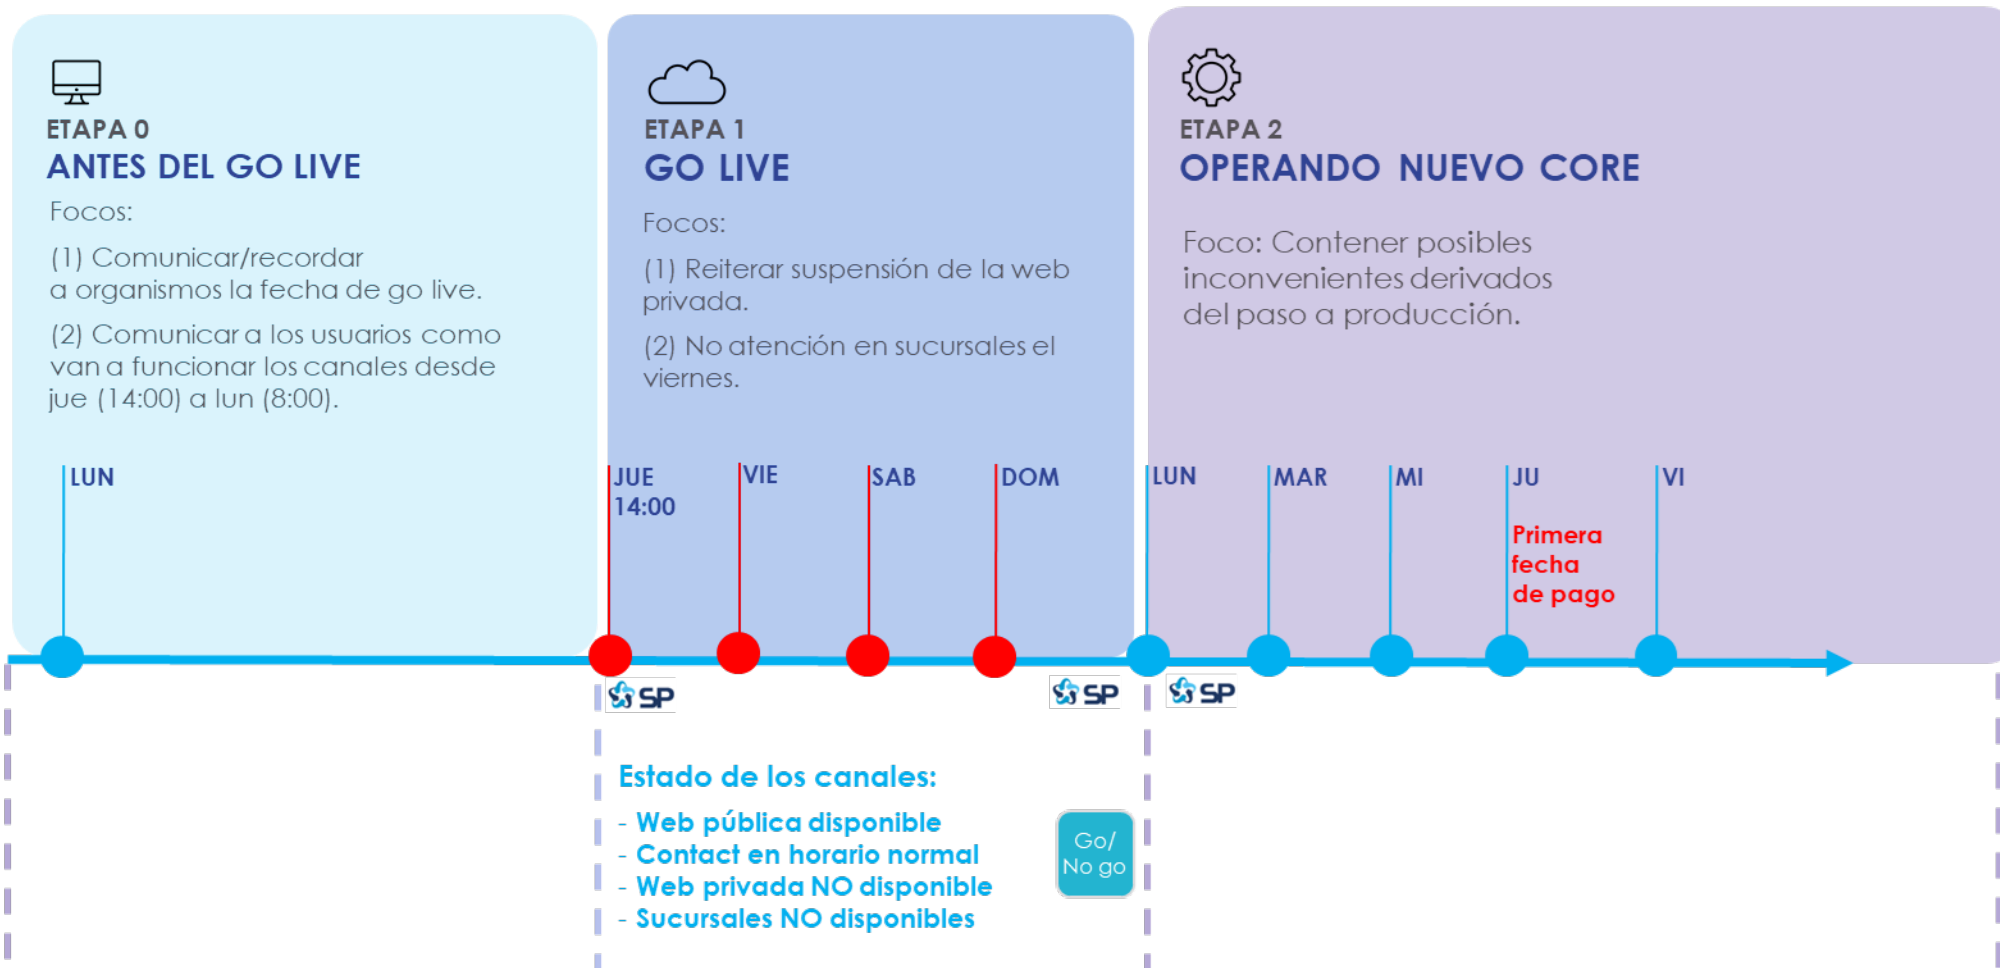 ETAPA 0
ANTES DEL GO LIVE
Focos:
(1) Comunicar/recordar
a organismos la fecha de go live.
(2) Comunicar a los usuarios como
van a funcionar los canales desde
jue (14:00) a lun (8:00).
ETAPA 1
GO LIVE
Focos:
(1) Reiterar suspensión de la web
privada.
(2) No atención en sucursales el
viernes.
ETAPA 2
OPERANDO NUEVO CORE
Foco: Contener posibles
inconvenientes derivados
del paso a producción.
LUN
JUE
14:00
VIE
SAB
DOM
LUN
MAR
MI
JU
VI
Primera
fecha
de pago
SP
SP
SP
Estado de los canales:
- Web pública disponible
- Contact en horario normal
- Web privada NO disponible
- Sucursales NO disponibles
Go/
No go